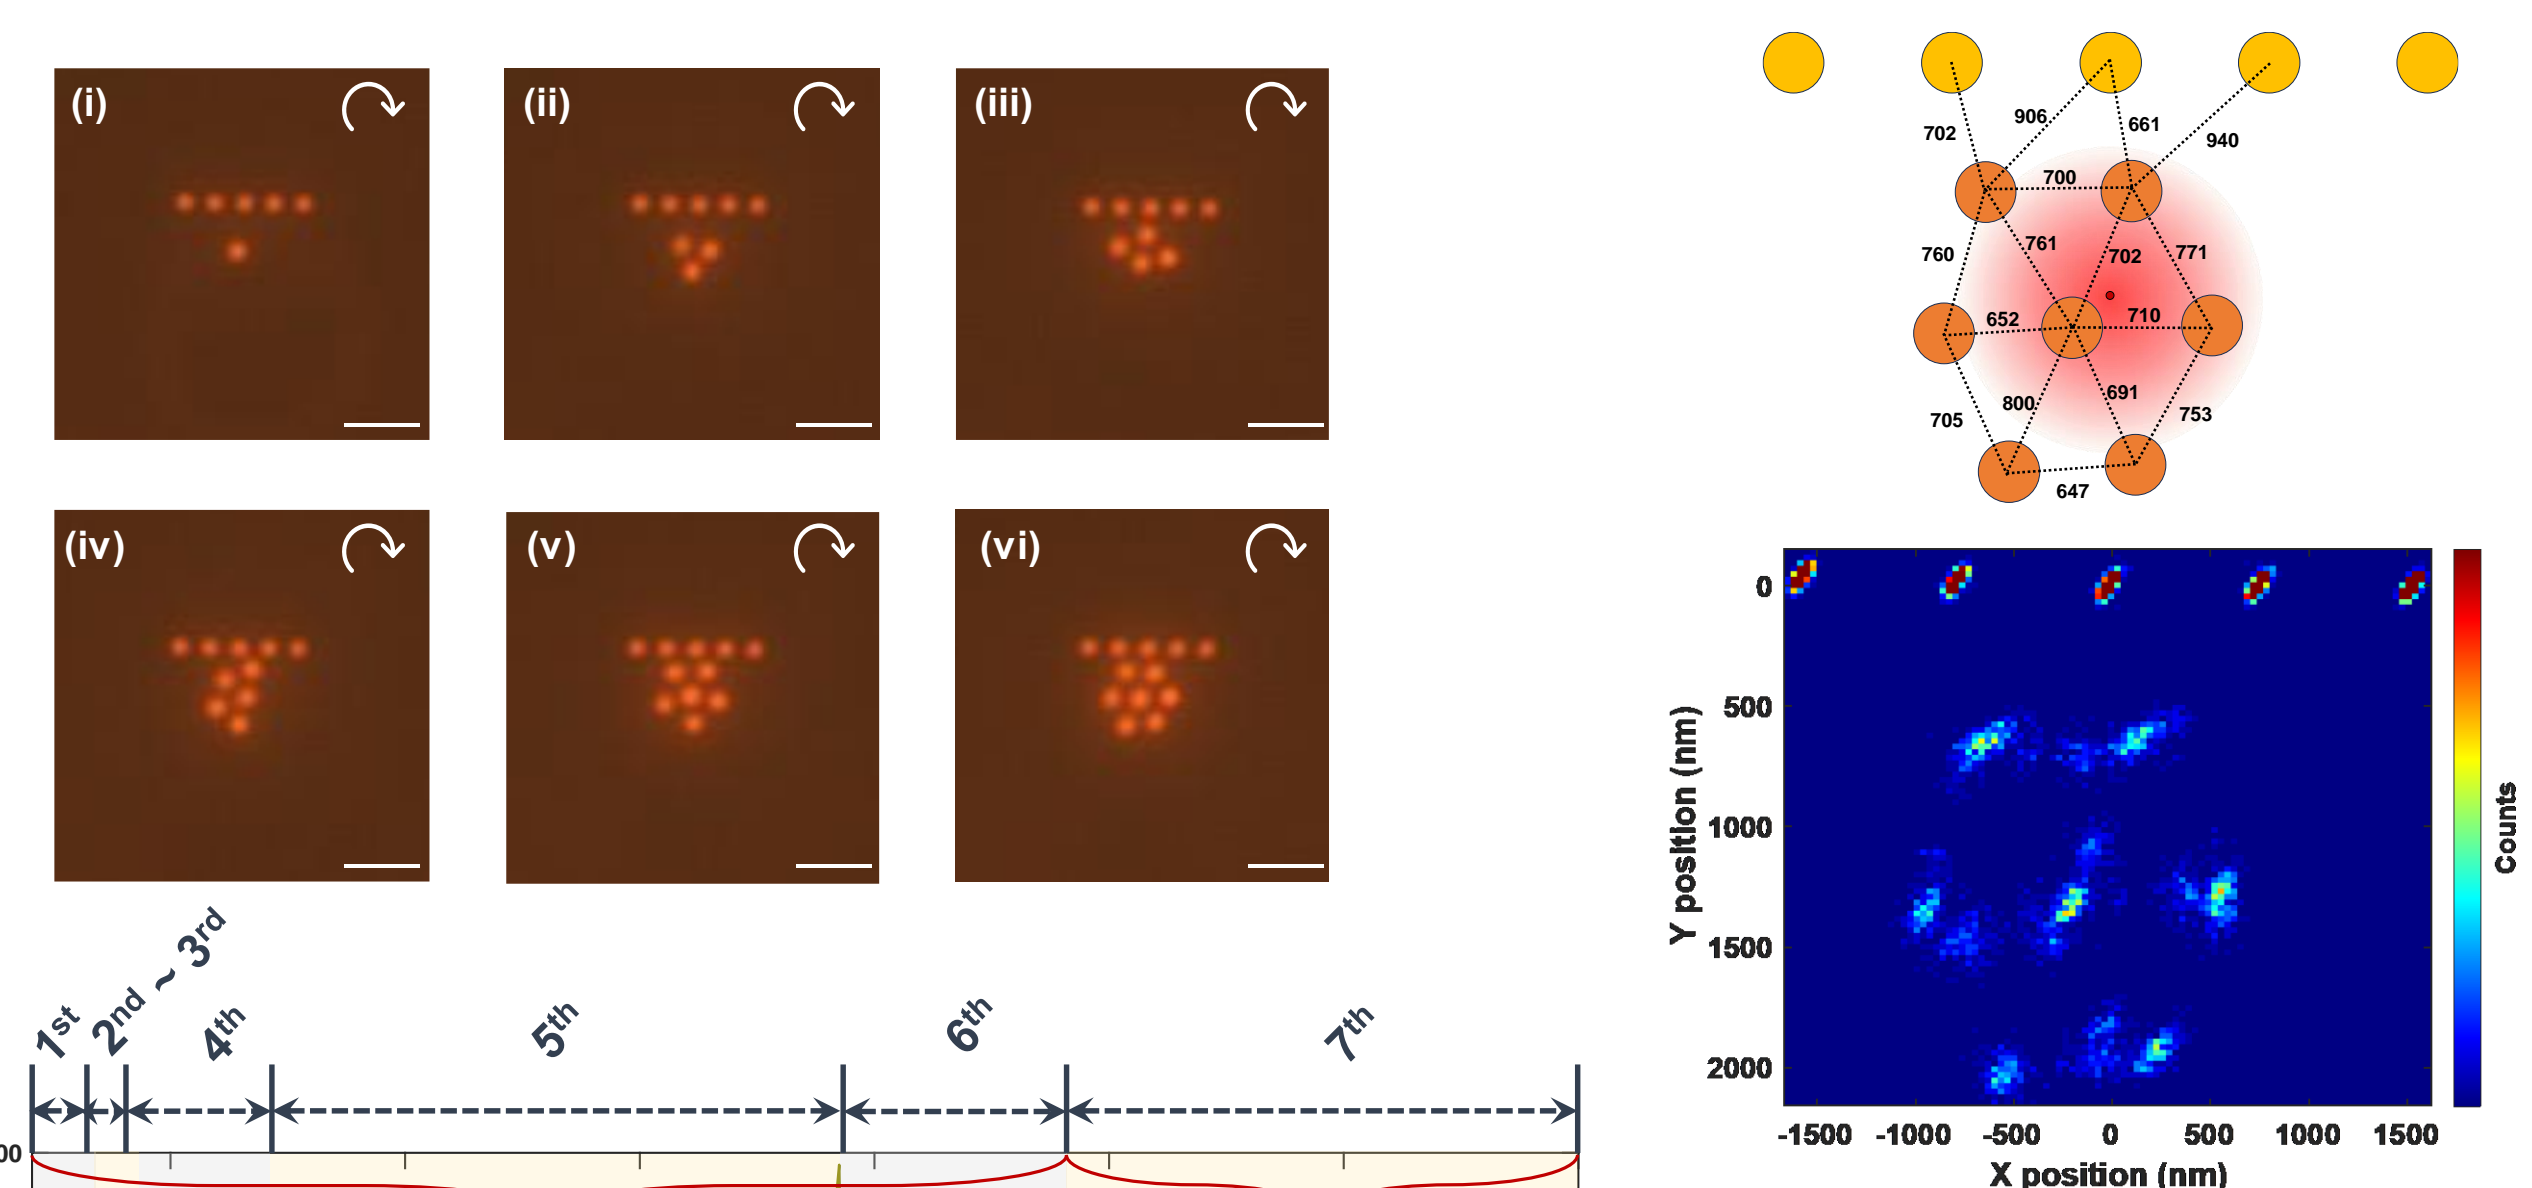 (i)
(ii)
(iii)
(iv)
(v)
(vi)
1st
2nd ~ 3rd
4th
5th
6th
7th
00
702
906
661
940
700
760
761
702
771
652
710
705
800
691
753
647
Y position (nm)
0
500
1000
1500
2000
-1500 -1000 -500 0 500 1000 1500
X position (nm)
Counts